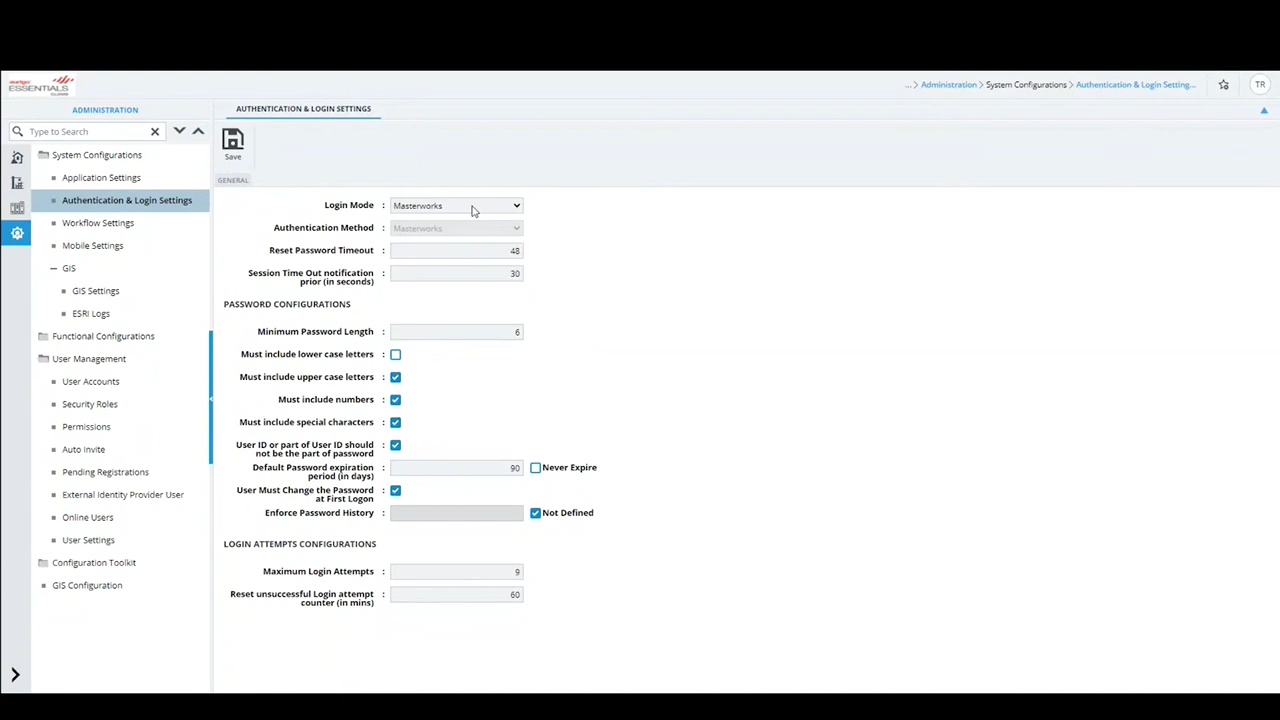 ESSENTIALS
... > Administration > System Configurations > Authentication & Login Setting...
TR
ADMINISTRATION
AUTHENTICATION & LOGIN SETTINGS
Type to Search
Save
GENERAL
System Configurations
Application Settings
Authentication & Login Settings
Workflow Settings
Mobile Settings
GIS
GIS Settings
ESRI Logs
Functional Configurations
User Management
User Accounts
Security Roles
Permissions
Auto Invite
Pending Registrations
External Identity Provider User
Online Users
User Settings
Configuration Toolkit
GIS Configuration
Login Mode : Masterworks
Authentication Method : Masterworks
Reset Password Timeout : 48
Session Time Out notification
prior (in seconds) : 30
PASSWORD CONFIGURATIONS
Minimum Password Length : 6
Must include lower case letters :
Must include upper case letters :
Must include numbers :
Must include special characters :
User ID or part of User ID should
not be the part of password :
Default Password expiration
period (in days) : 90 Never Expire
User Must Change the Password
at First Logon :
Enforce Password History : Not Defined
LOGIN ATTEMPTS CONFIGURATIONS
Maximum Login Attempts : 9
Reset unsuccessful Login attempt
counter (in mins) : 60